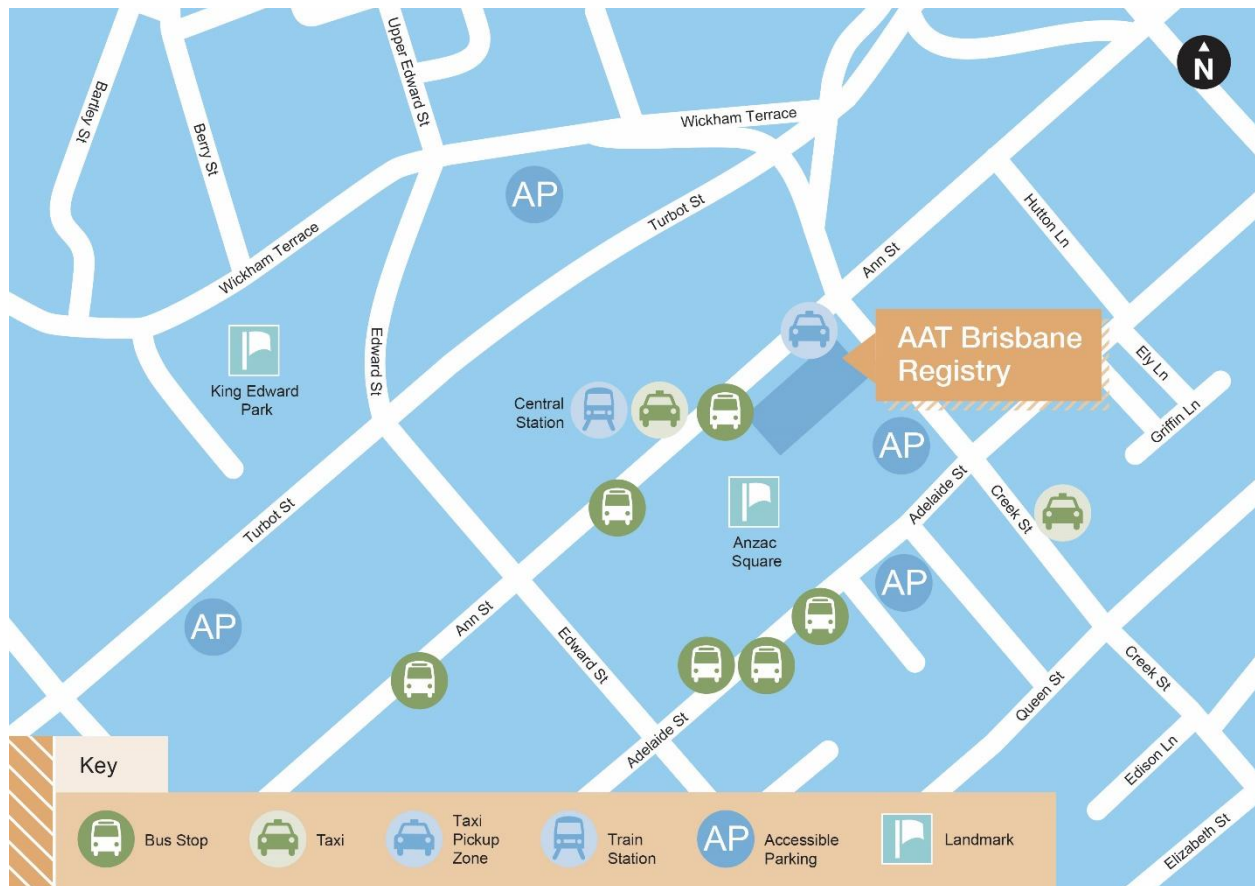 Bartley St
Berry St
Upper Edward St
N
Wickham Terrace
AP
Turbot St
Hutton Ln
Wickham Terrace
Ann St
Edward St
AAT Brisbane
Registry
Ely Ln
King Edward
Park
Central
Station
Griffin Ln
AP
Adelaide St
Creek St
Turbot St
Anzac
Square
AP
AP
Ann St
Edward St
Creek St
Queen St
Adelaide St
Edison Ln
Elizabeth St
Key
Bus Stop
Taxi
Taxi
Pickup
Zone
Train
Station
AP
Accessible
Parking
Landmark